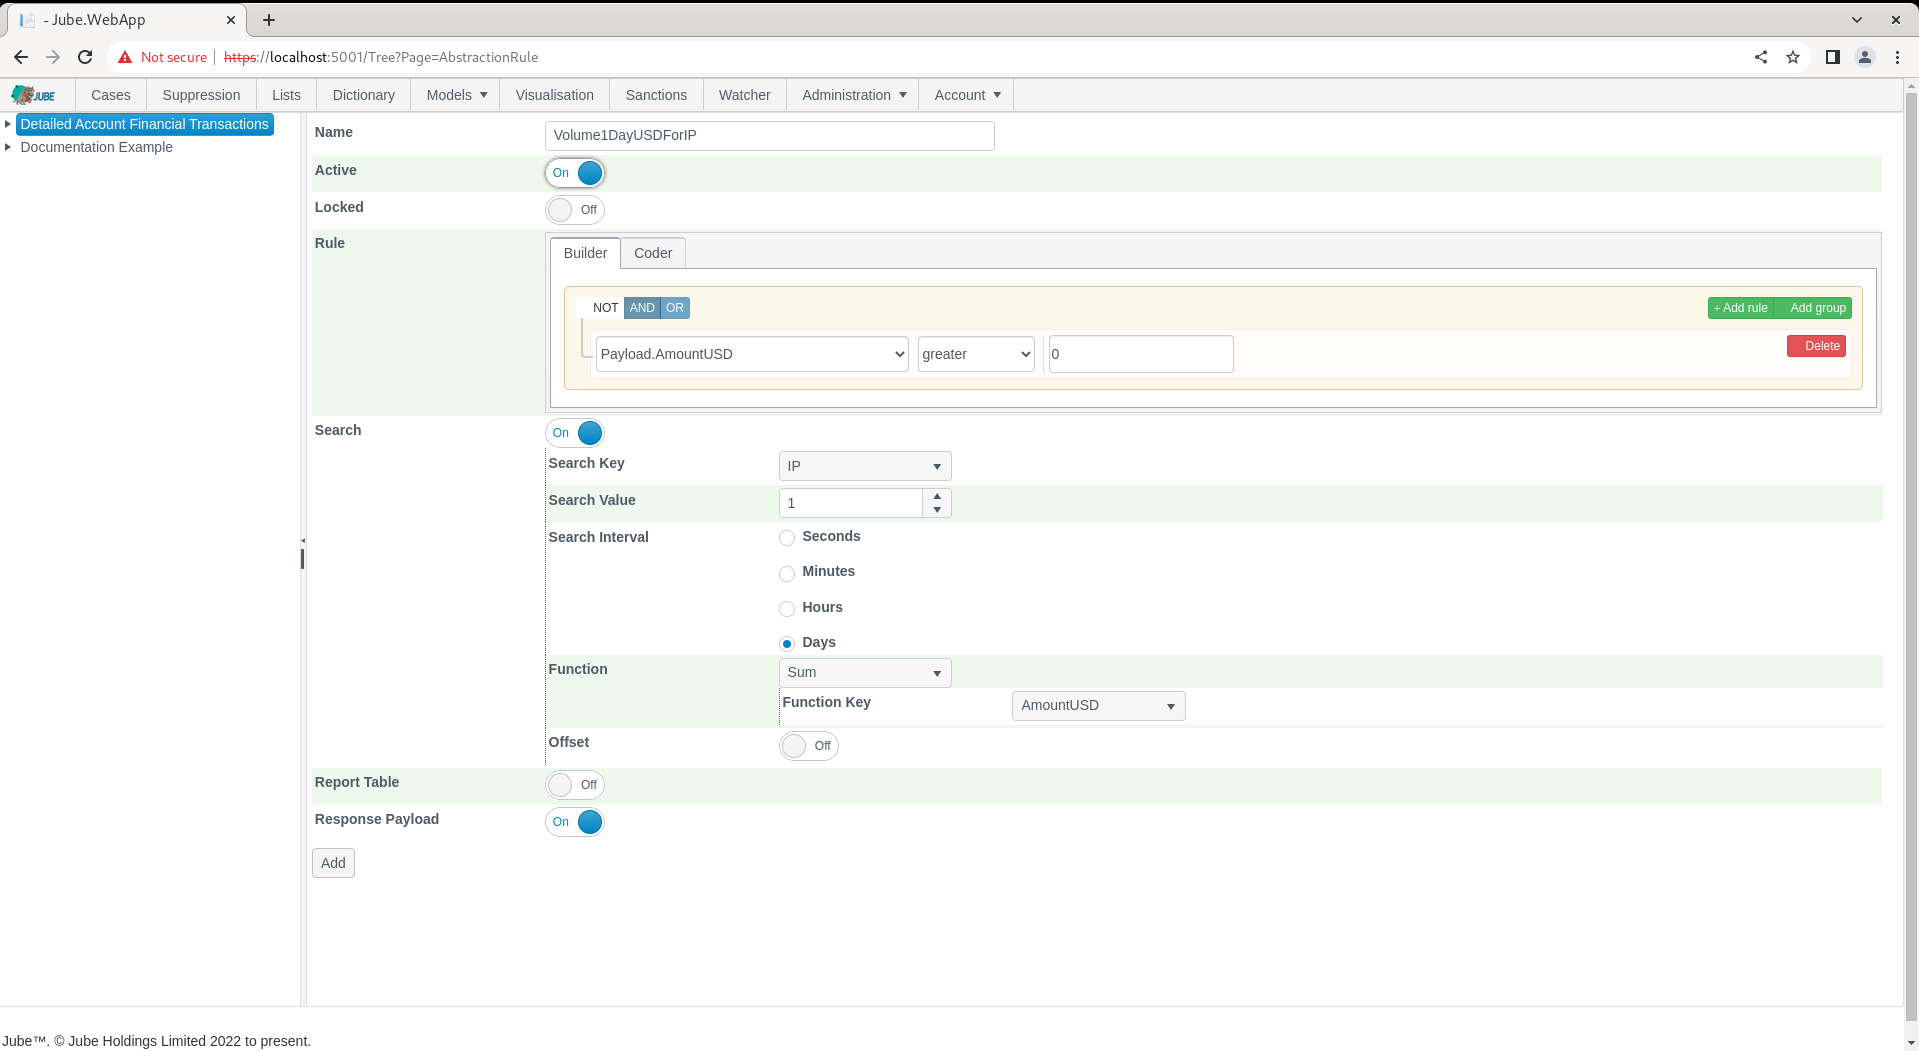 - Jube.WebApp
Not secure https://localhost:5001/Tree?Page=AbstractionRule
JUBE Cases Suppression Lists Dictionary Models Visualisation Sanctions Watcher Administration Account
Detailed Account Financial Transactions
Documentation Example
Name Volume1DayUSDForIP
Active On
Locked Off
Rule Builder Coder
NOT AND OR + Add rule Add group
Payload.AmountUSD greater 0 Delete
Search On
Search Key IP
Search Value 1
Search Interval Seconds
Minutes
Hours
Days
Function Sum
Function Key AmountUSD
Offset Off
Report Table Off
Response Payload On
Add
Jube™. © Jube Holdings Limited 2022 to present.